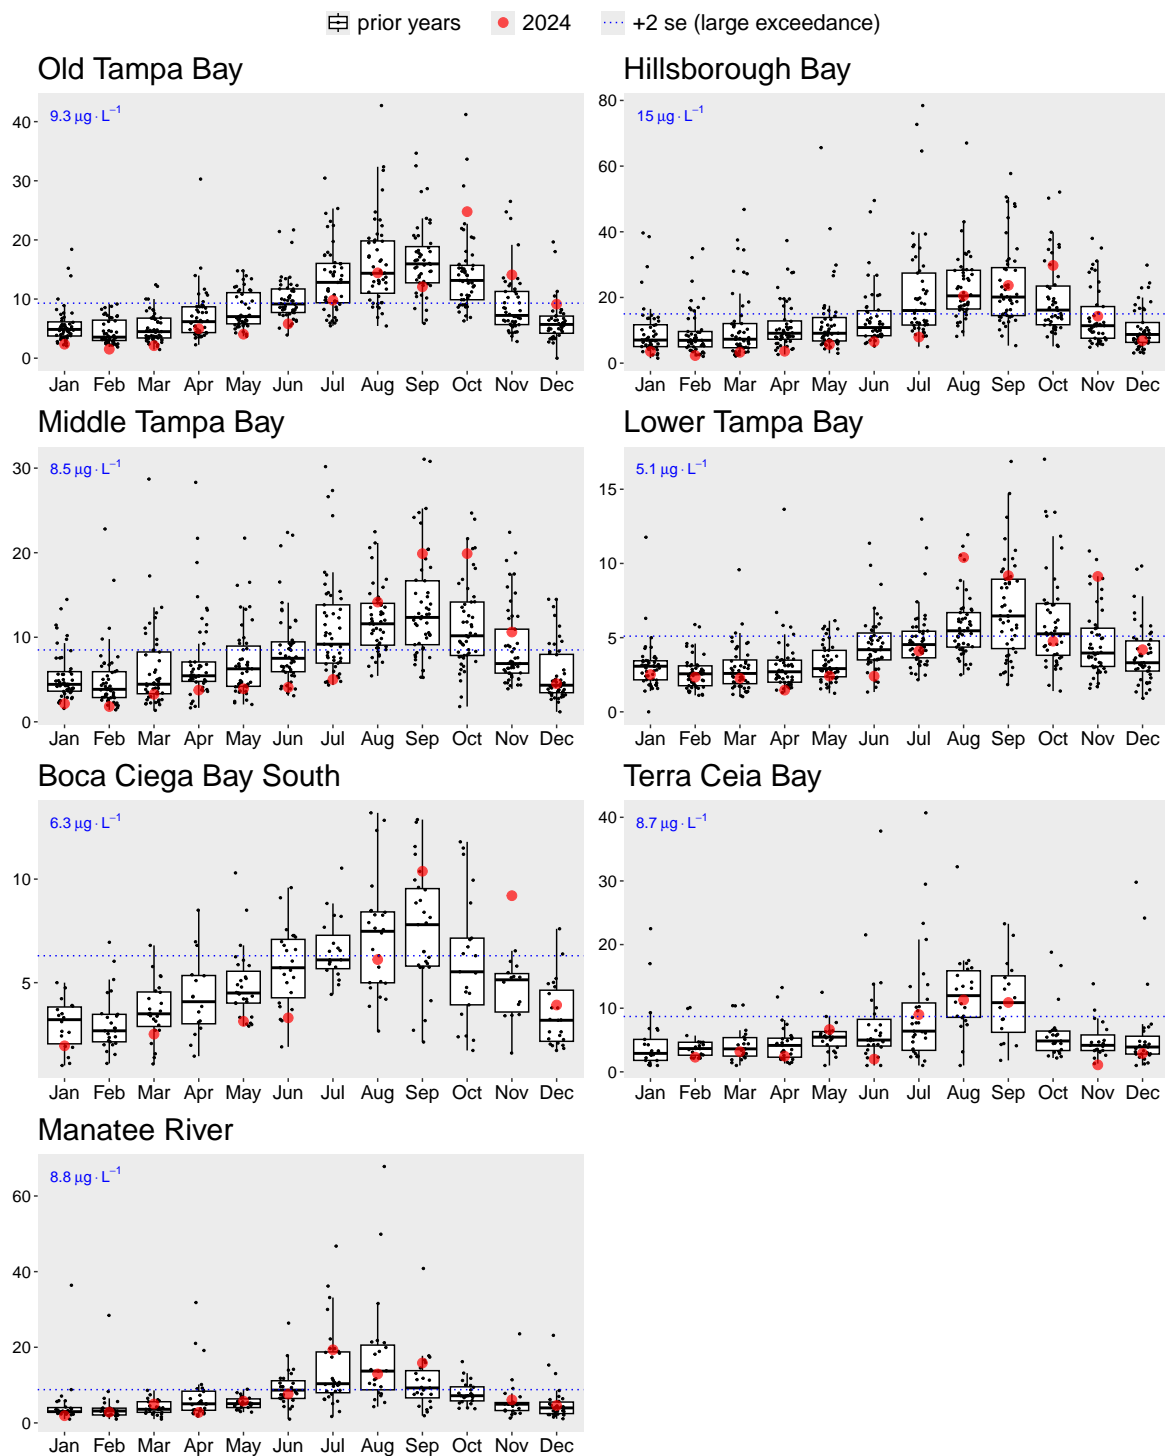 prior years 2024 +2 se (large exceedance)
Old Tampa Bay
9.3 µg · L⁻¹
40
30
20
10
0
Jan Feb Mar Apr May Jun Jul Aug Sep Oct Nov Dec
Hillsborough Bay
15 µg · L⁻¹
80
60
40
20
0
Jan Feb Mar Apr May Jun Jul Aug Sep Oct Nov Dec
Middle Tampa Bay
8.5 µg · L⁻¹
30
20
10
0
Jan Feb Mar Apr May Jun Jul Aug Sep Oct Nov Dec
Lower Tampa Bay
5.1 µg · L⁻¹
15
10
5
0
Jan Feb Mar Apr May Jun Jul Aug Sep Oct Nov Dec
Boca Ciega Bay South
6.3 µg · L⁻¹
10
5
Jan Feb Mar Apr May Jun Jul Aug Sep Oct Nov Dec
Terra Ceia Bay
8.7 µg · L⁻¹
40
30
20
10
0
Jan Feb Mar Apr May Jun Jul Aug Sep Oct Nov Dec
Manatee River
8.8 µg · L⁻¹
60
40
20
0
Jan Feb Mar Apr May Jun Jul Aug Sep Oct Nov Dec